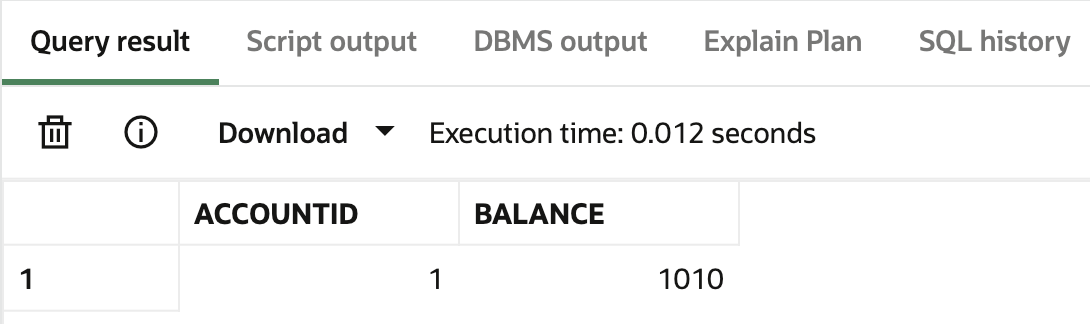 Query result Script output DBMS output Explain Plan SQL history
Download Execution time: 0.012 seconds
ACCOUNTID BALANCE
1 1 1010